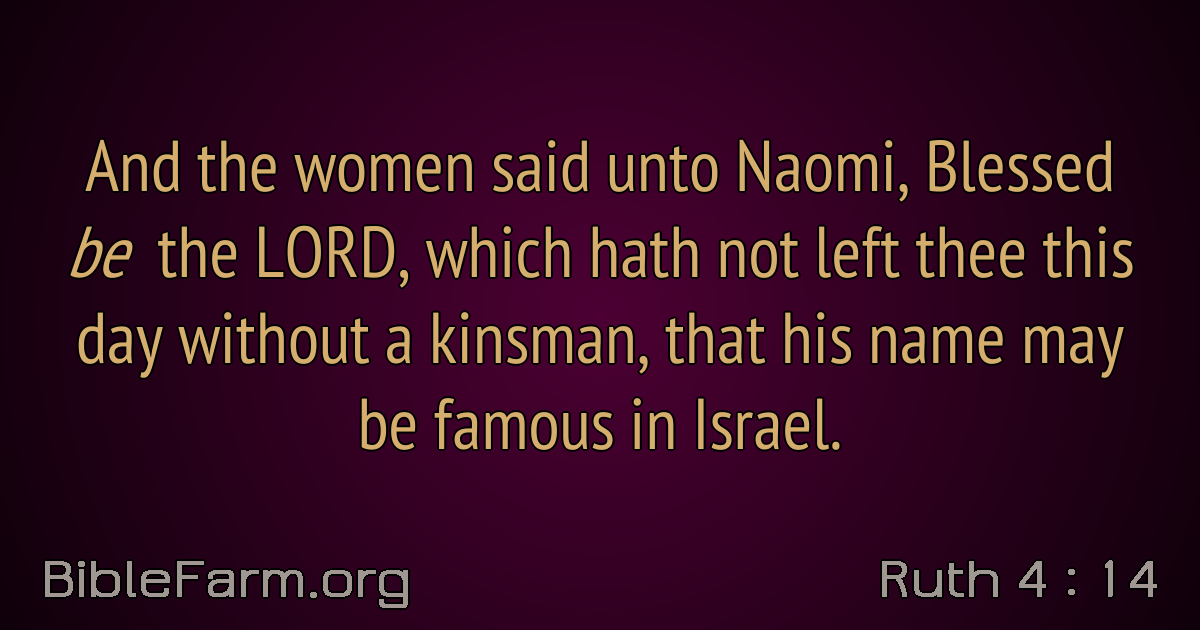 And the women said unto Naomi, Blessed
be the LORD, which hath not left thee this
day without a kinsman, that his name may
be famous in Israel.
BibleFarm.org
Ruth 4 : 14